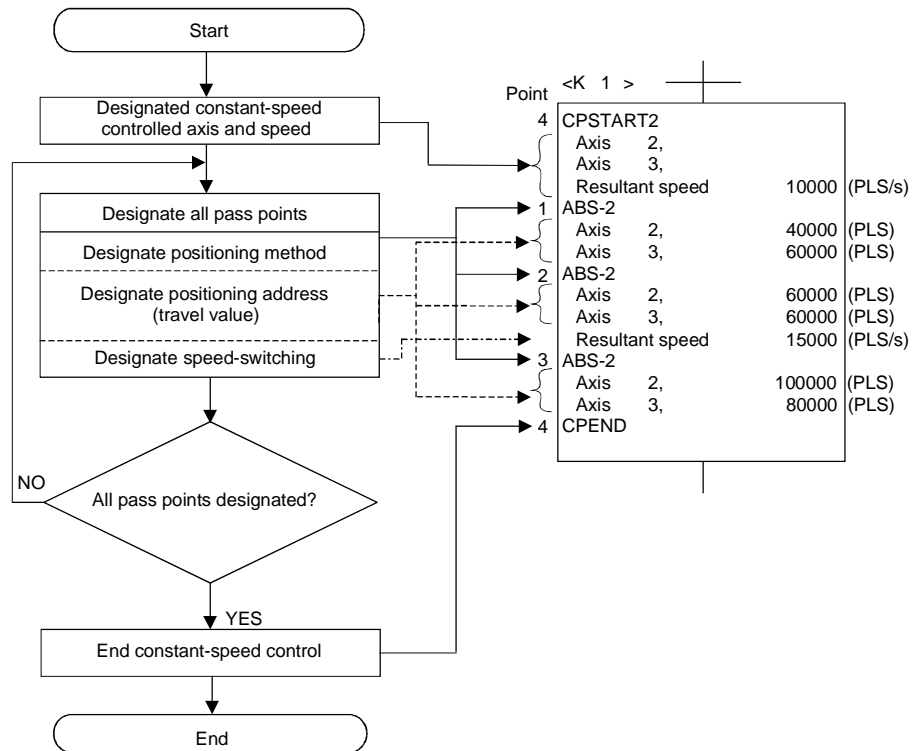 Start
Designated constant-speed
controlled axis and speed
Designate all pass points
Designate positioning method
Designate positioning address
(travel value)
Designate speed-switching
NO
All pass points designated?
YES
End constant-speed control
End
Point
<K 1 >
4 CPSTART2
Axis 2,
Axis 3,
Resultant speed 10000 (PLS/s)
1 ABS-2
Axis 2, 40000 (PLS)
Axis 3, 60000 (PLS)
2 ABS-2
Axis 2, 60000 (PLS)
Axis 3, 60000 (PLS)
Resultant speed 15000 (PLS/s)
3 ABS-2
Axis 2, 100000 (PLS)
Axis 3, 80000 (PLS)
4 CPEND